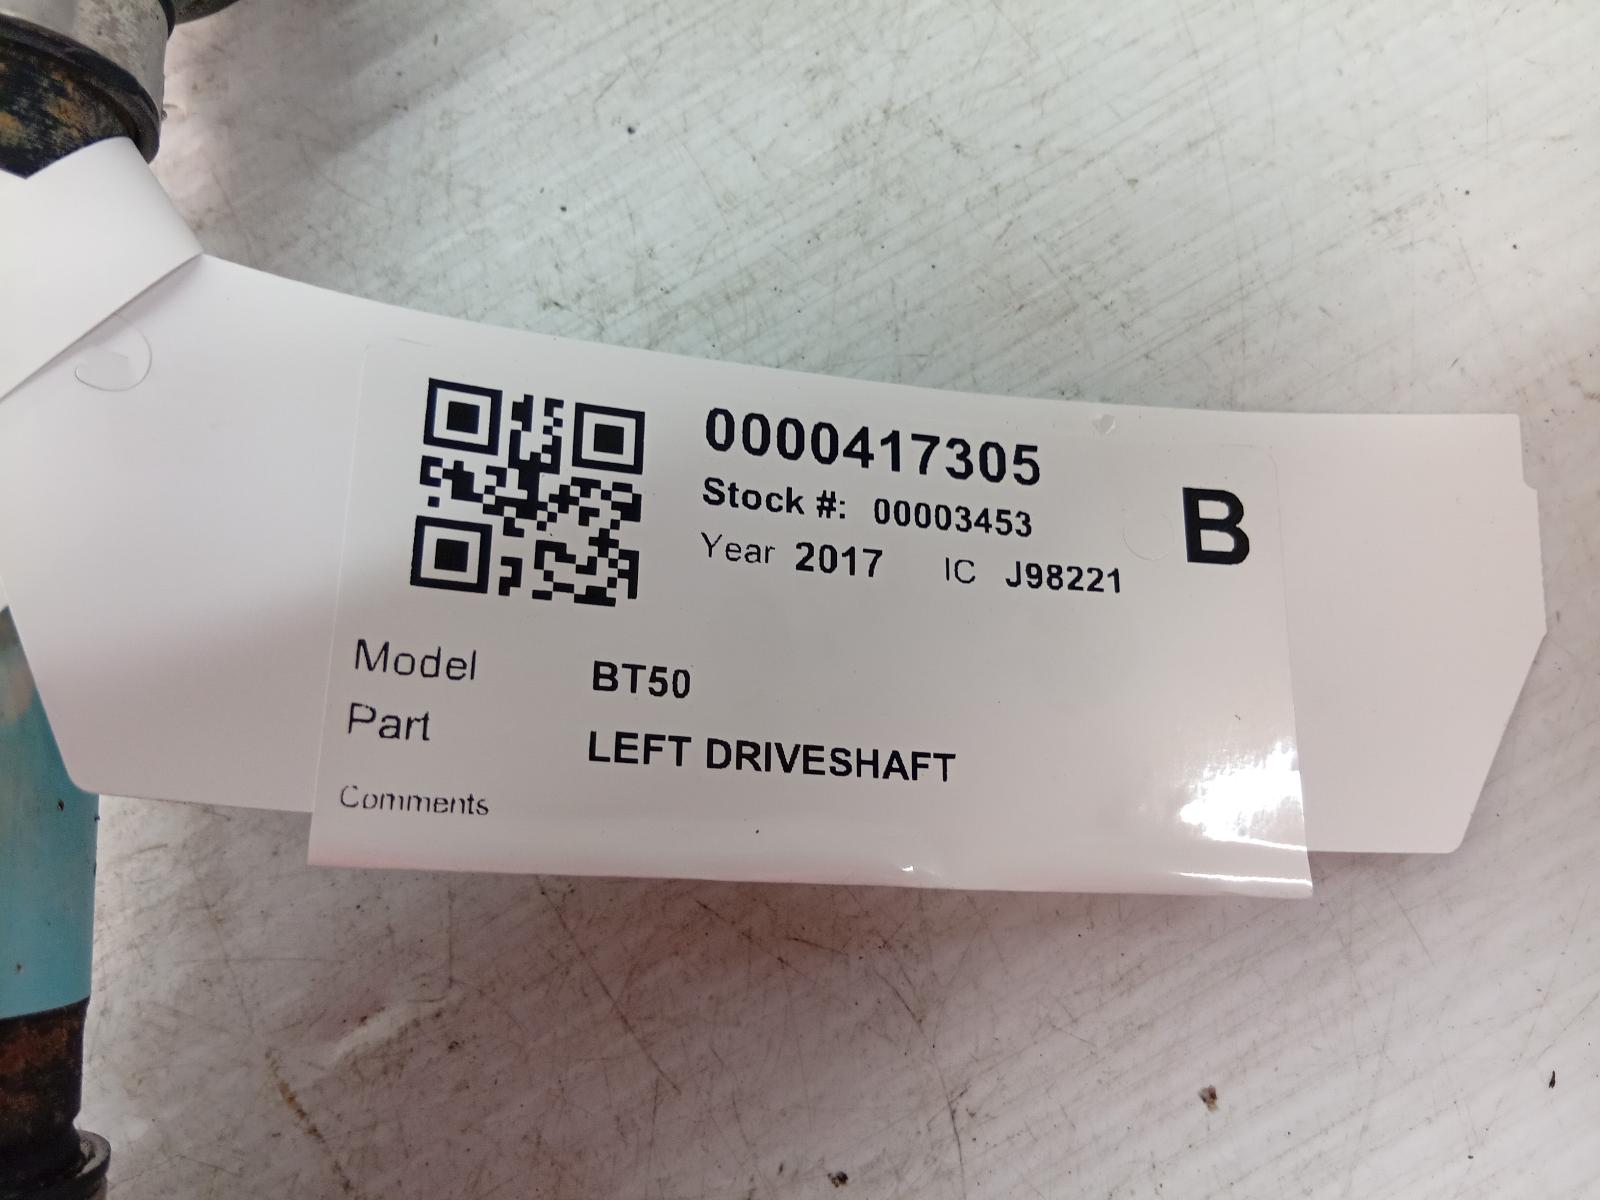 0000417305
Stock #: 00003453
B
Year 2017 IC J98221
Model BT50
Part LEFT DRIVESHAFT
Comments